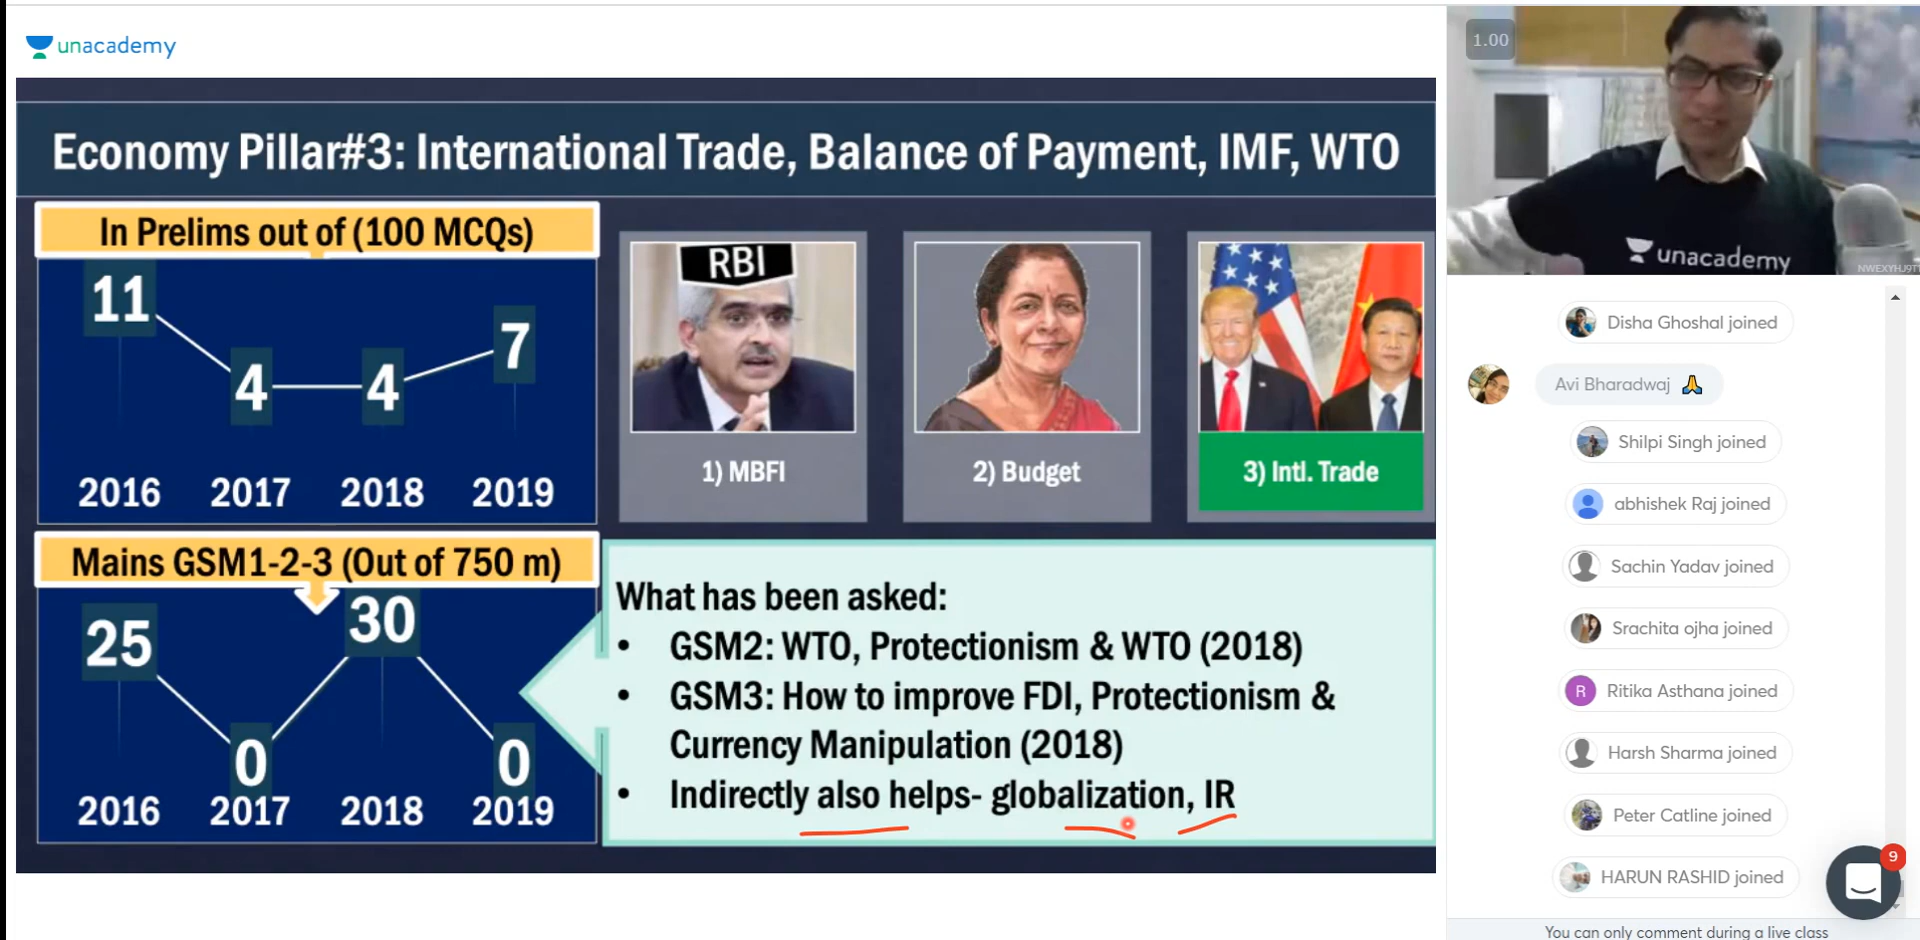 unacademy
Economy Pillar#3: International Trade, Balance of Payment, IMF, WTO
In Prelims out of (100 MCQs)
11
4
4
7
2016 2017 2018 2019
RBI
1) MBFI
2) Budget
3) Intl. Trade
Mains GSM1-2-3 (Out of 750 m)
25
0
30
0
2016 2017 2018 2019
What has been asked:
• GSM2: WTO, Protectionism & WTO (2018)
• GSM3: How to improve FDI, Protectionism &
Currency Manipulation (2018)
• Indirectly also helps- globalization, IR
1.00
unacademy
Disha Ghoshal joined
Avi Bharadwaj 🙏
Shilpi Singh joined
abhishek Raj joined
Sachin Yadav joined
Srachita ojha joined
R
Ritika Asthana joined
Harsh Sharma joined
Peter Catline joined
HARUN RASHID joined
9
You can only comment during a live class